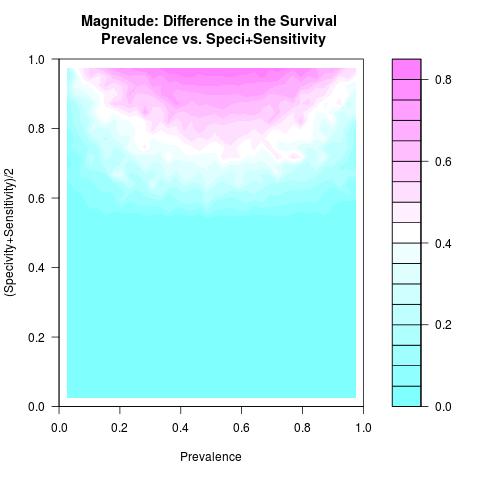 Magnitude: Difference in the Survival
Prevalence vs. Speci+Sensitivity
(Specivity+Sensitivity)/2
1.0
0.8
0.6
0.4
0.2
0.0
0.0 0.2 0.4 0.6 0.8 1.0
Prevalence
0.8
0.6
0.4
0.2
0.0